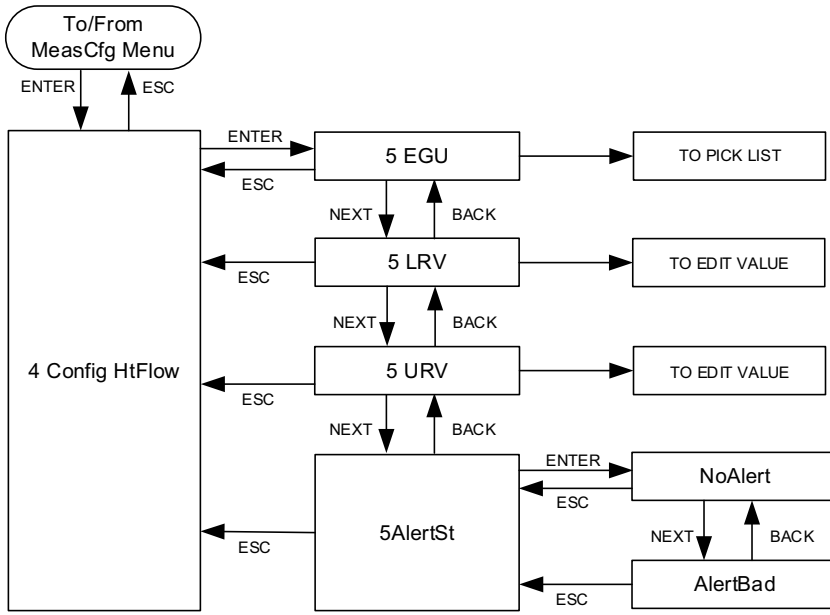 To/From
MeasCfg Menu
ENTER
ESC
4 Config HtFlow
ENTER
ESC
5 EGU
TO PICK LIST
NEXT
BACK
ESC
5 LRV
TO EDIT VALUE
NEXT
BACK
ESC
5 URV
TO EDIT VALUE
NEXT
BACK
ESC
5AlertSt
ENTER
ESC
NoAlert
NEXT
BACK
ESC
AlertBad